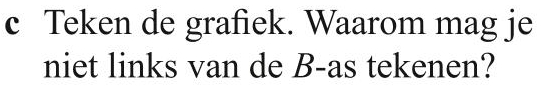 c Teken de grafiek. Waarom mag je
niet links van de B-as tekenen?